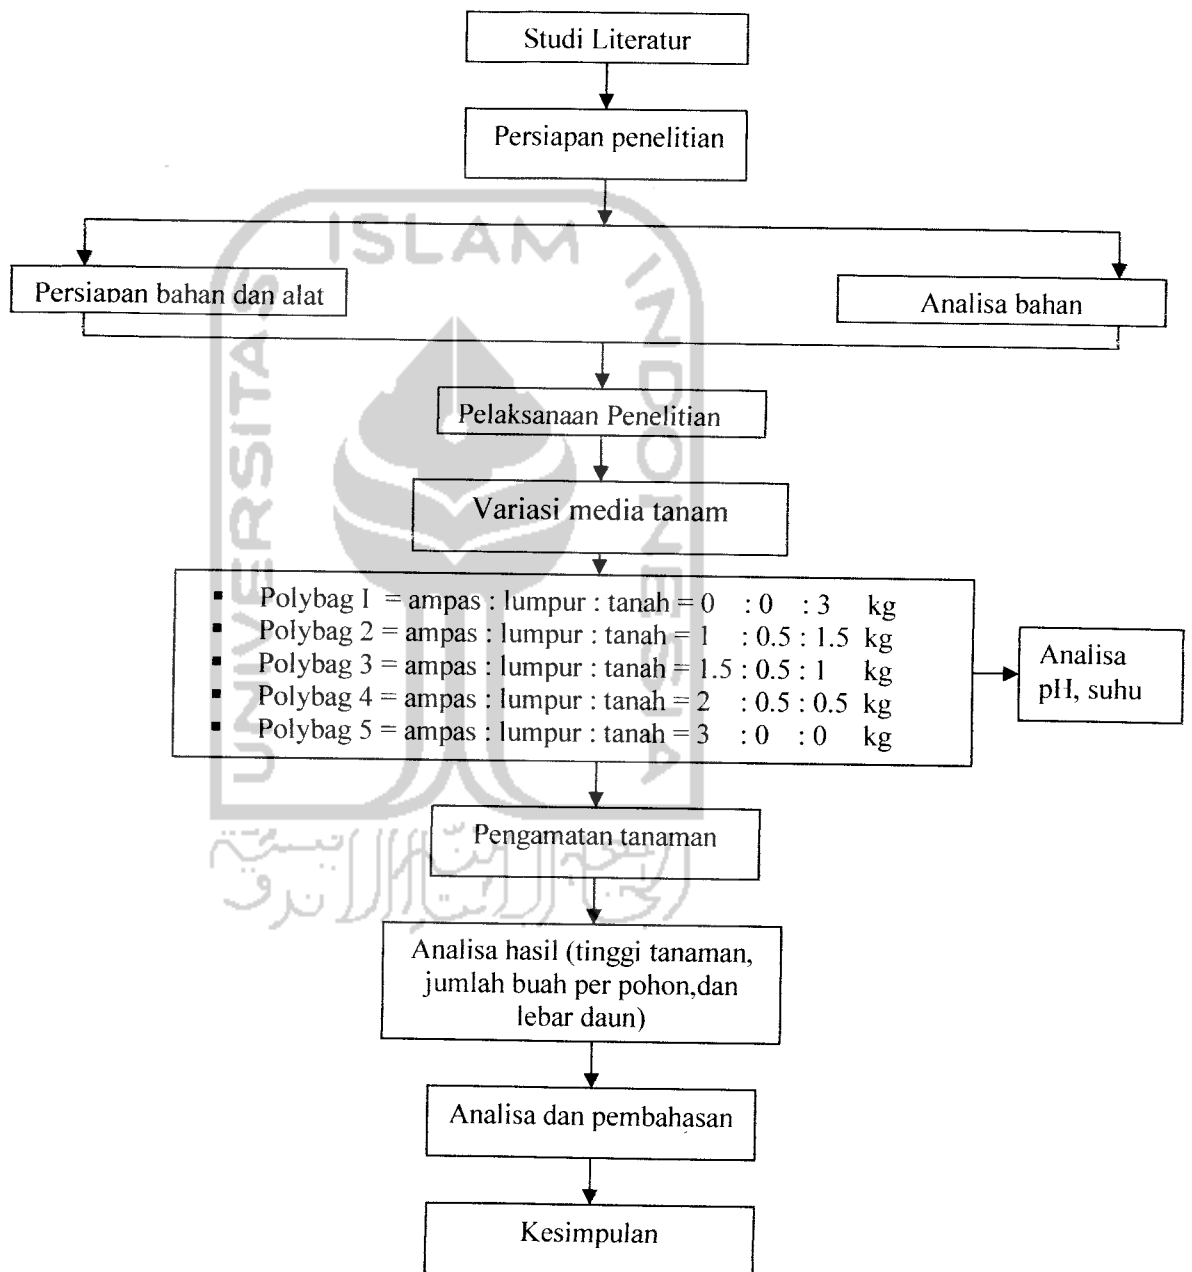 Studi Literatur
Persiapan penelitian
ISLAM
UNIVERSITAS
INDONESIA
Persiapan bahan dan alat
Analisa bahan
Pelaksanaan Penelitian
Variasi media tanam
▪ Polybag 1 = ampas : lumpur : tanah = 0 : 0 : 3 kg
▪ Polybag 2 = ampas : lumpur : tanah = 1 : 0.5 : 1.5 kg
▪ Polybag 3 = ampas : lumpur : tanah = 1.5 : 0.5 : 1 kg
▪ Polybag 4 = ampas : lumpur : tanah = 2 : 0.5 : 0.5 kg
▪ Polybag 5 = ampas : lumpur : tanah = 3 : 0 : 0 kg
Analisa
pH, suhu
Pengamatan tanaman
Analisa hasil (tinggi tanaman,
jumlah buah per pohon,dan
lebar daun)
Analisa dan pembahasan
Kesimpulan